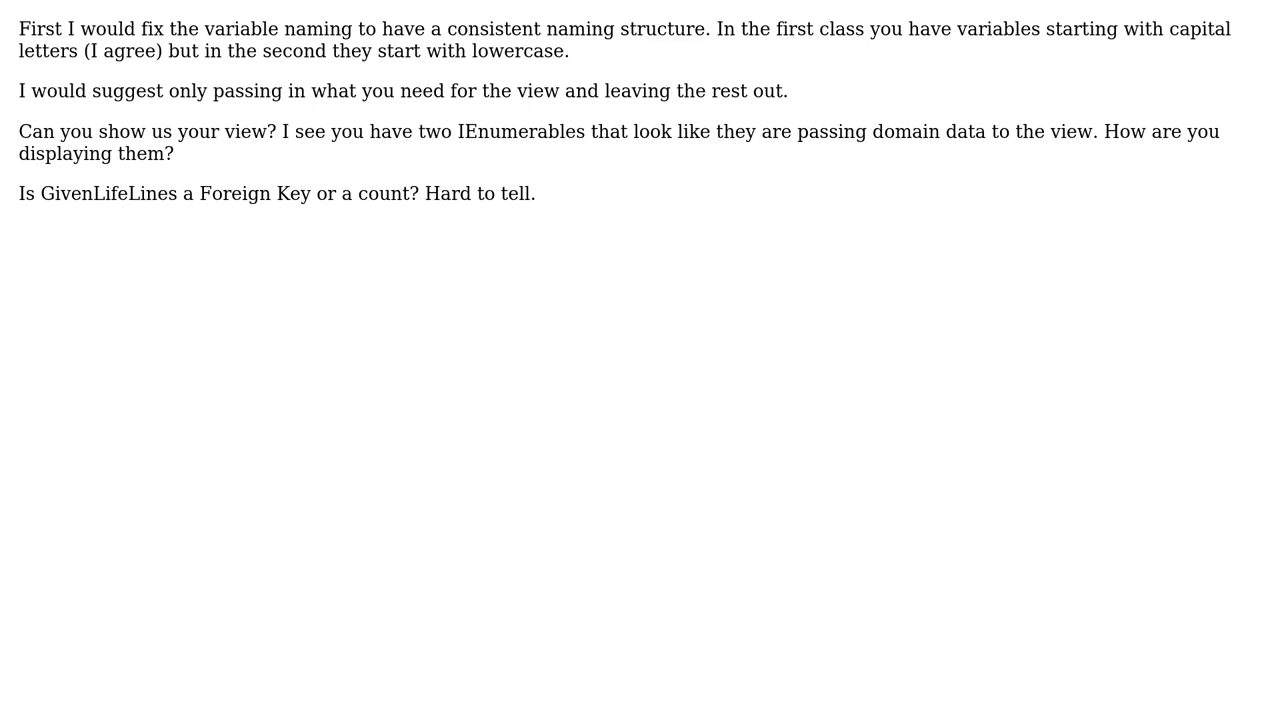 First I would fix the variable naming to have a consistent naming structure. In the first class you have variables starting with capital
letters (I agree) but in the second they start with lowercase.
I would suggest only passing in what you need for the view and leaving the rest out.
Can you show us your view? I see you have two IEnumerables that look like they are passing domain data to the view. How are you
displaying them?
Is GivenLifeLines a Foreign Key or a count? Hard to tell.